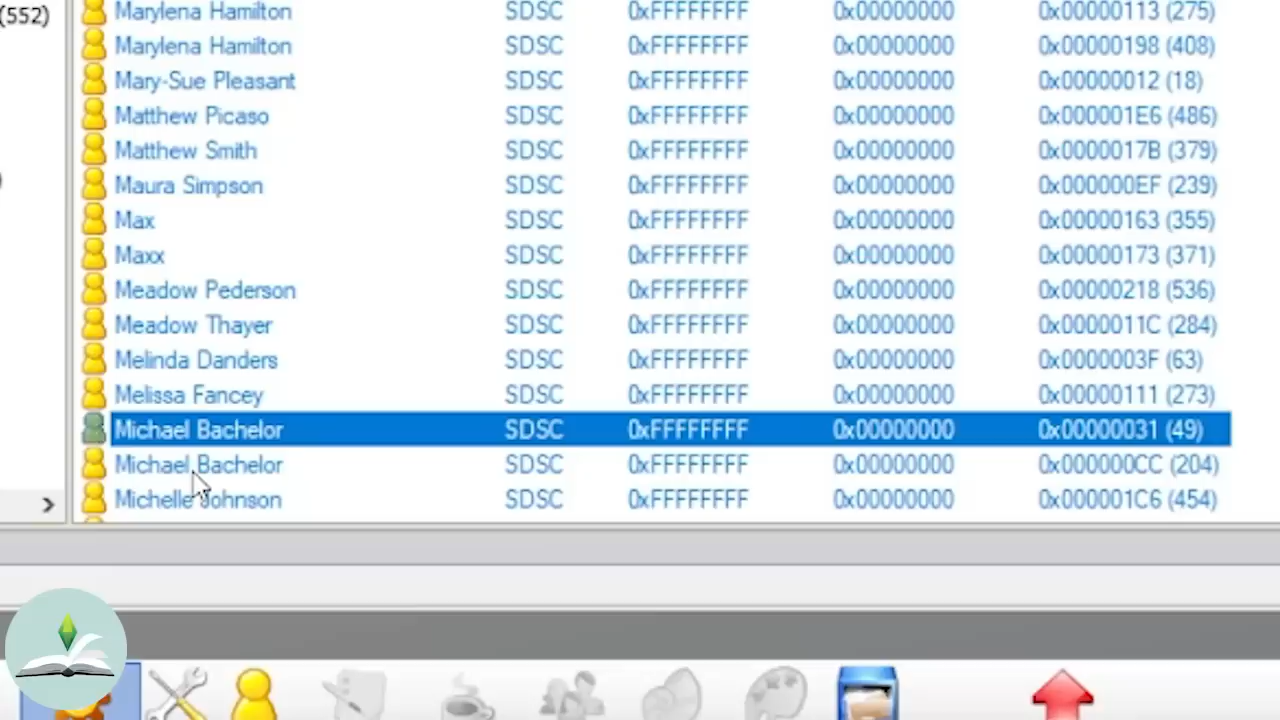 (552)
Marylena Hamilton SDSC 0xFFFFFFFF 0x00000000 0x00000113 (275)
Marylena Hamilton SDSC 0xFFFFFFFF 0x00000000 0x00000198 (408)
Mary-Sue Pleasant SDSC 0xFFFFFFFF 0x00000000 0x00000012 (18)
Matthew Picaso SDSC 0xFFFFFFFF 0x00000000 0x000001E6 (486)
Matthew Smith SDSC 0xFFFFFFFF 0x00000000 0x0000017B (379)
Maura Simpson SDSC 0xFFFFFFFF 0x00000000 0x000000EF (239)
Max SDSC 0xFFFFFFFF 0x00000000 0x00000163 (355)
Maxx SDSC 0xFFFFFFFF 0x00000000 0x00000173 (371)
Meadow Pederson SDSC 0xFFFFFFFF 0x00000000 0x00000218 (536)
Meadow Thayer SDSC 0xFFFFFFFF 0x00000000 0x0000011C (284)
Melinda Danders SDSC 0xFFFFFFFF 0x00000000 0x0000003F (63)
Melissa Fancey SDSC 0xFFFFFFFF 0x00000000 0x00000111 (273)
Michael Bachelor SDSC 0xFFFFFFFF 0x00000000 0x00000031 (49)
Michael Bachelor SDSC 0xFFFFFFFF 0x00000000 0x000000CC (204)
Michelle Johnson SDSC 0xFFFFFFFF 0x00000000 0x000001C6 (454)